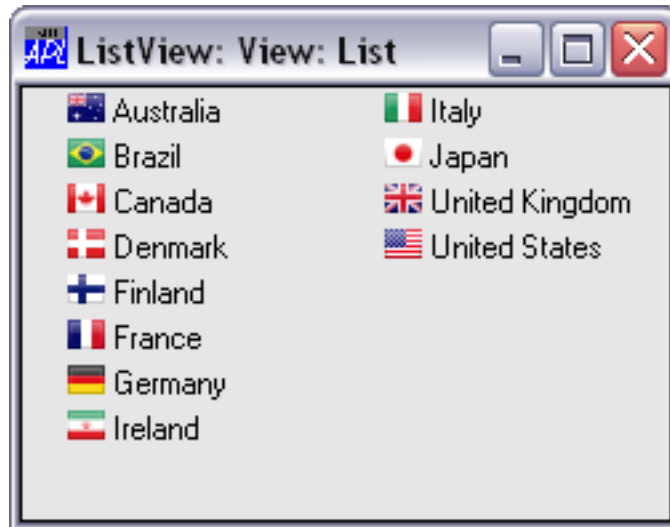 ListView: View: List
Australia
Brazil
Canada
Denmark
Finland
France
Germany
Ireland
Italy
Japan
United Kingdom
United States